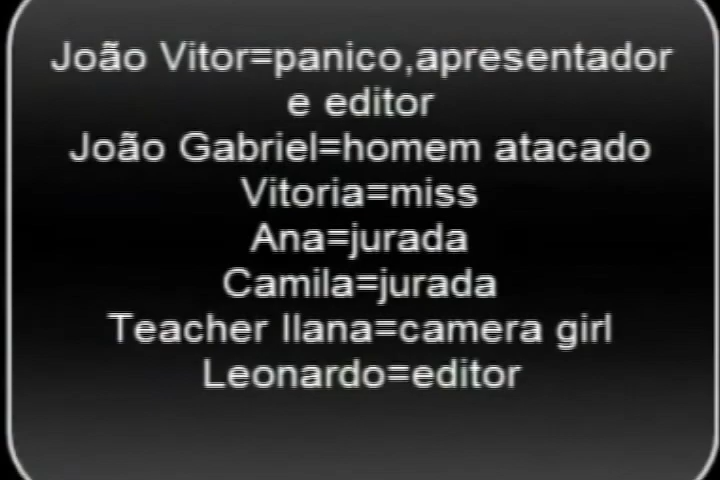 João Vitor=panico,apresentador
e editor
João Gabriel=homem atacado
Vitoria=miss
Ana=jurada
Camila=jurada
Teacher Ilana=camera girl
Leonardo=editor